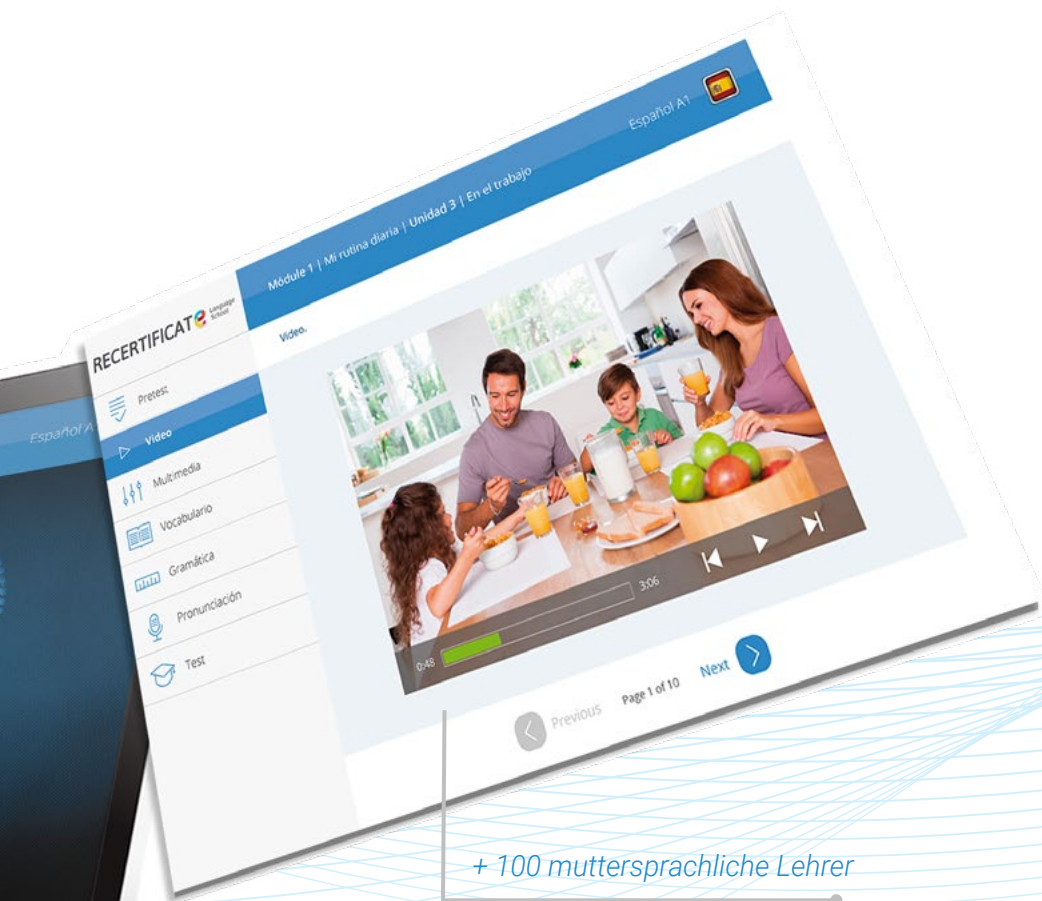 Español A1
Módule 1 | Mi rutina diaria | Unidad 3 | En el trabajo
RECERTIFICATE Language School
Video.
Pretest
Video
Multimedia
Vocabulario
Gramática
Pronunciación
Test
0:48
3:06
Previous
Page 1 of 10
Next
Español A
+ 100 muttersprachliche Lehrer